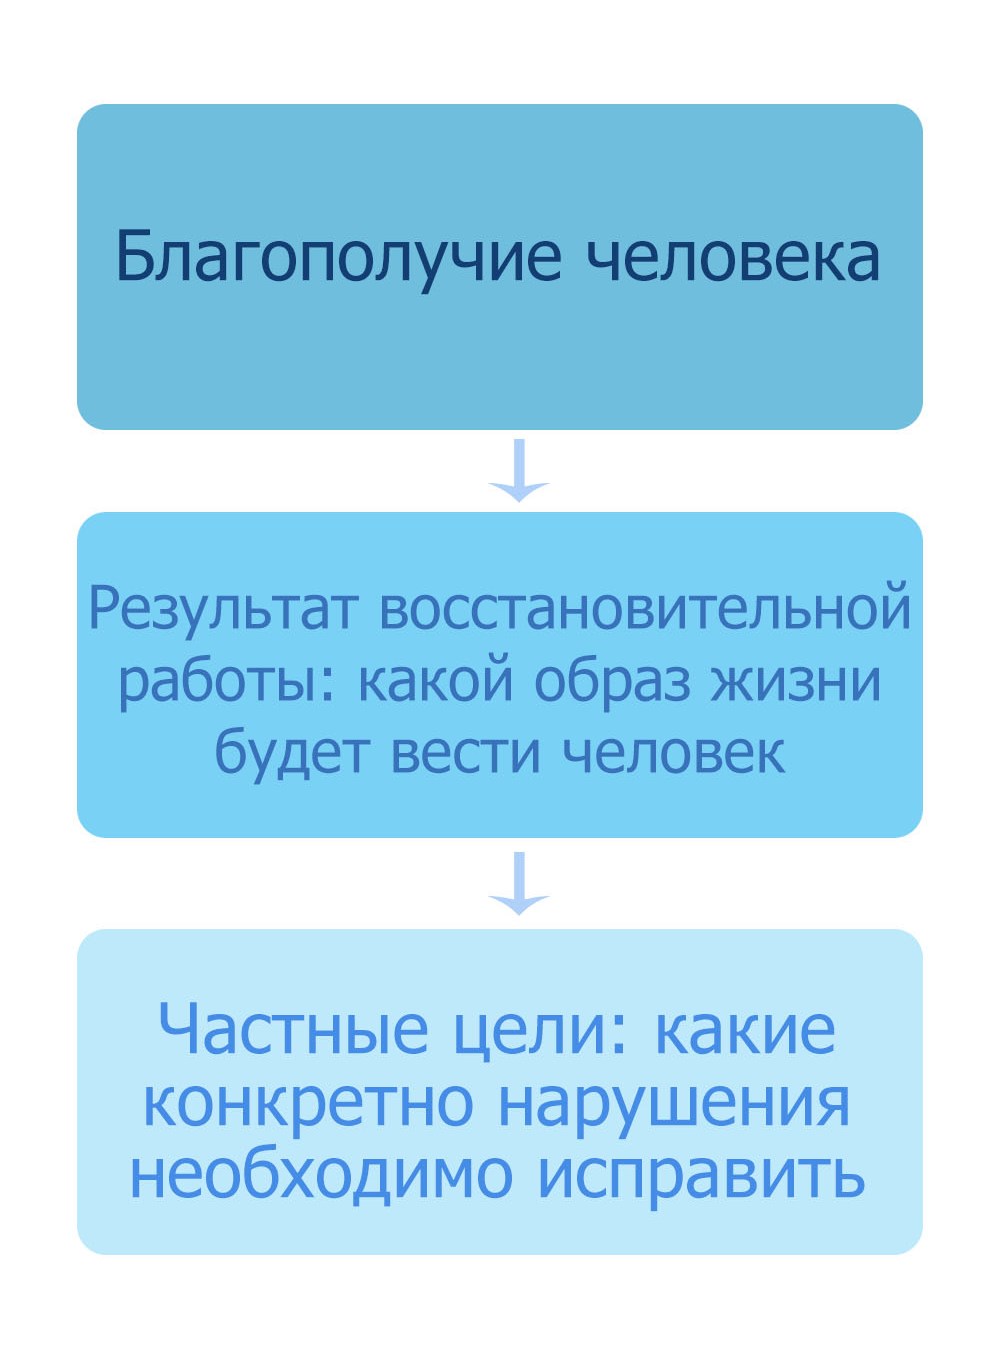 Благополучие человека
Результат восстановительной
работы: какой образ жизни
будет вести человек
Частные цели: какие
конкретно нарушения
необходимо исправить